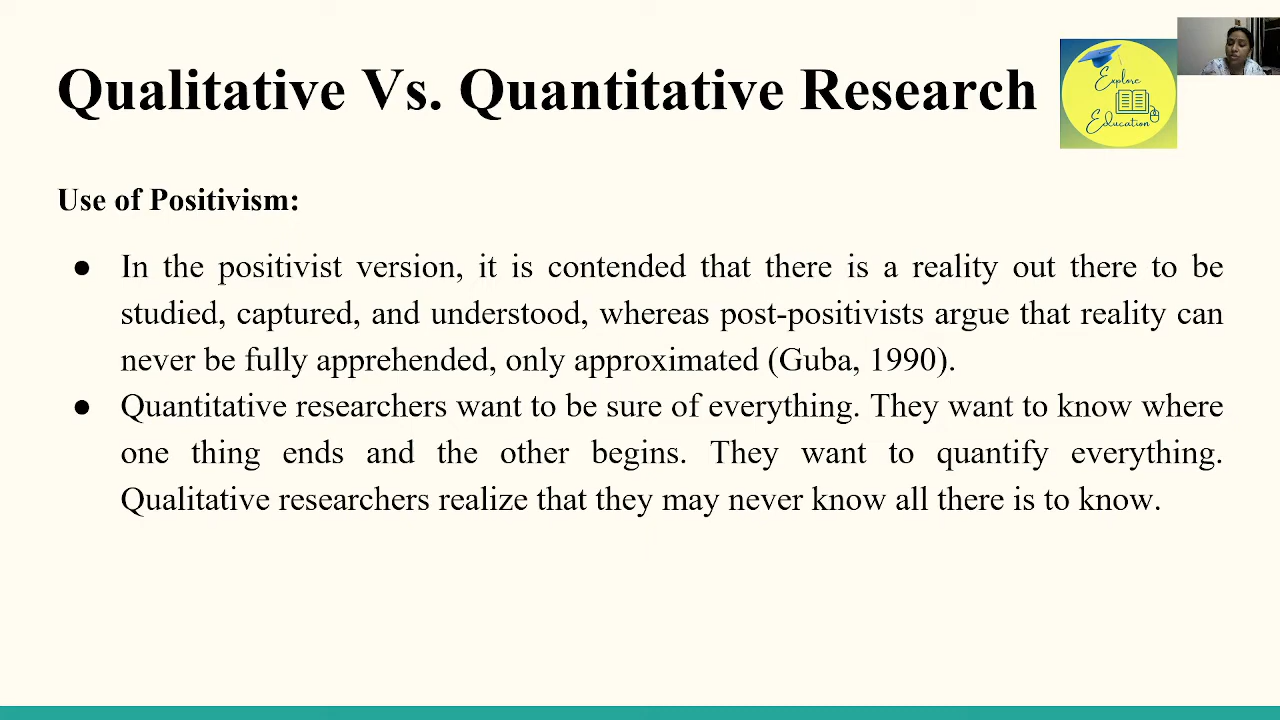 Qualitative Vs. Quantitative Research
Explore
Education
Use of Positivism:
● In the positivist version, it is contended that there is a reality out there to be
studied, captured, and understood, whereas post-positivists argue that reality can
never be fully apprehended, only approximated (Guba, 1990).
● Quantitative researchers want to be sure of everything. They want to know where
one thing ends and the other begins. They want to quantify everything.
Qualitative researchers realize that they may never know all there is to know.